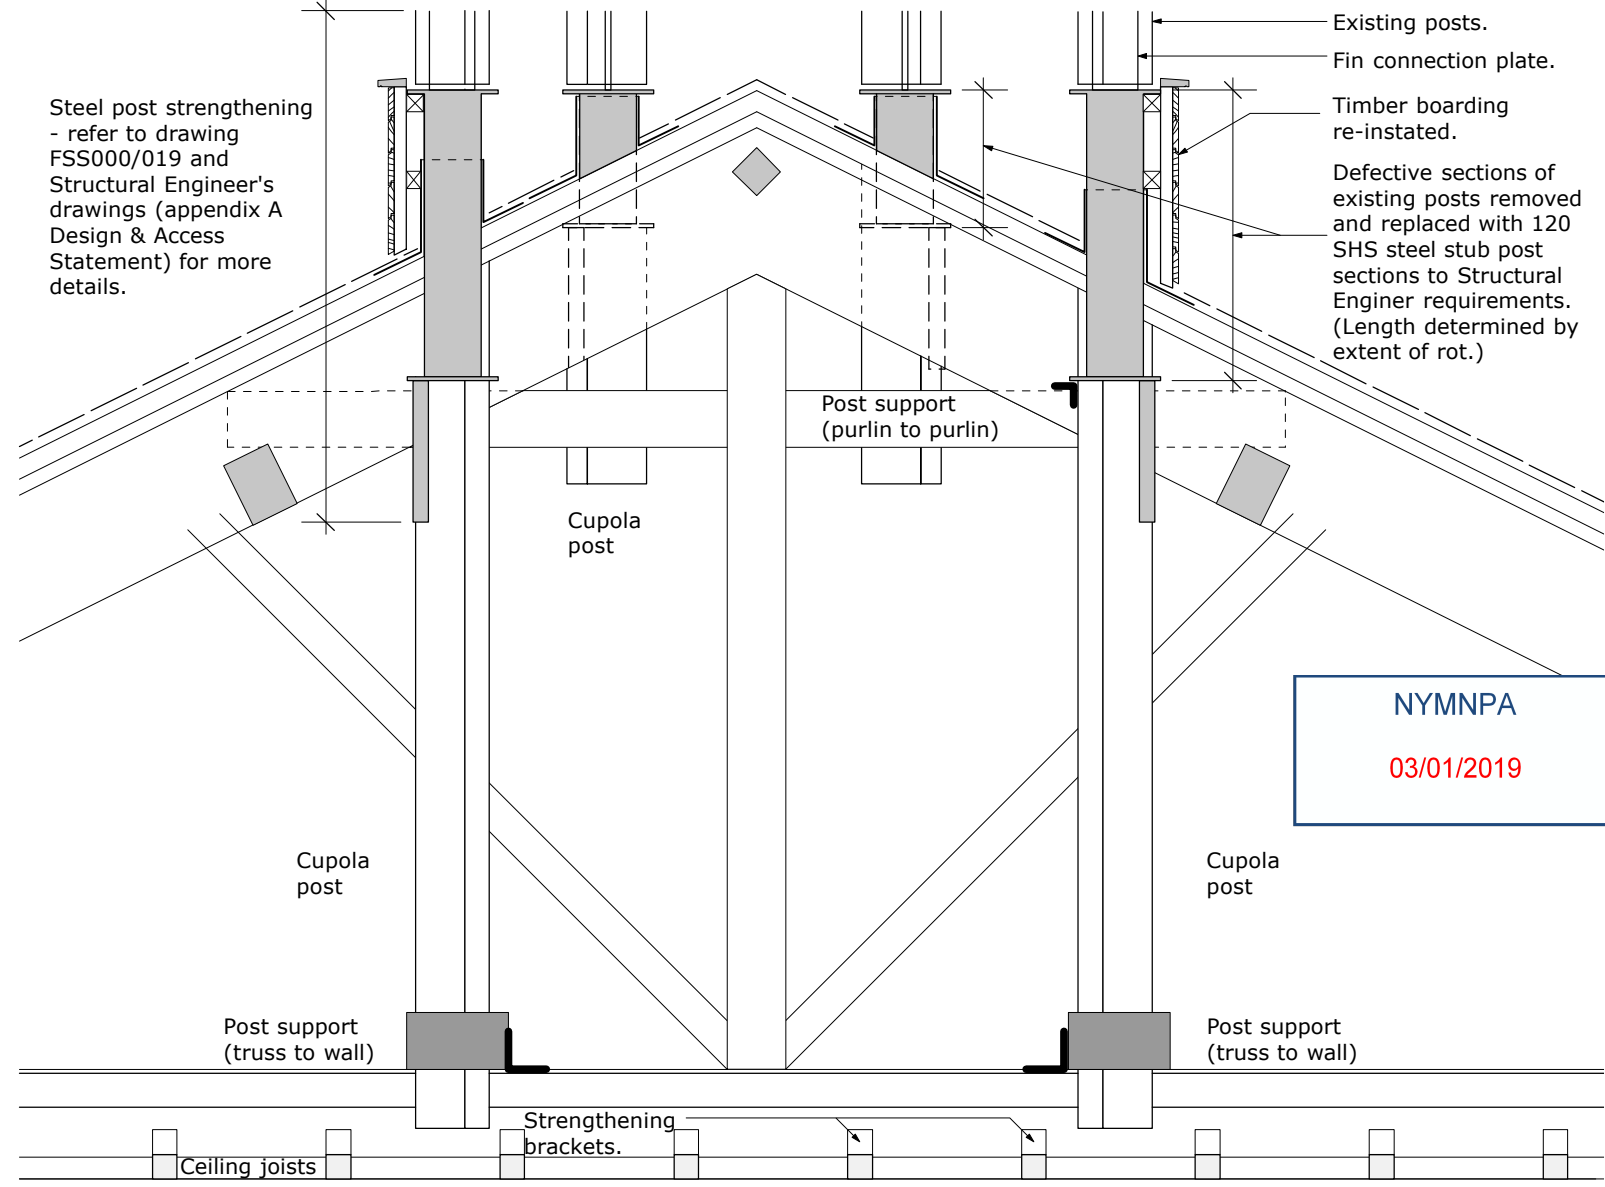 Existing posts.
Fin connection plate.
Steel post strengthening
- refer to drawing
FSS000/019 and
Structural Engineer's
drawings (appendix A
Design & Access
Statement) for more
details.
Timber boarding
re-instated.
Defective sections of
existing posts removed
and replaced with 120
SHS steel stub post
sections to Structural
Enginer requirements.
(Length determined by
extent of rot.)
Post support
(purlin to purlin)
Cupola
post
NYMNPA
03/01/2019
Cupola
post
Cupola
post
Post support
(truss to wall)
Post support
(truss to wall)
Strengthening
brackets.
Ceiling joists